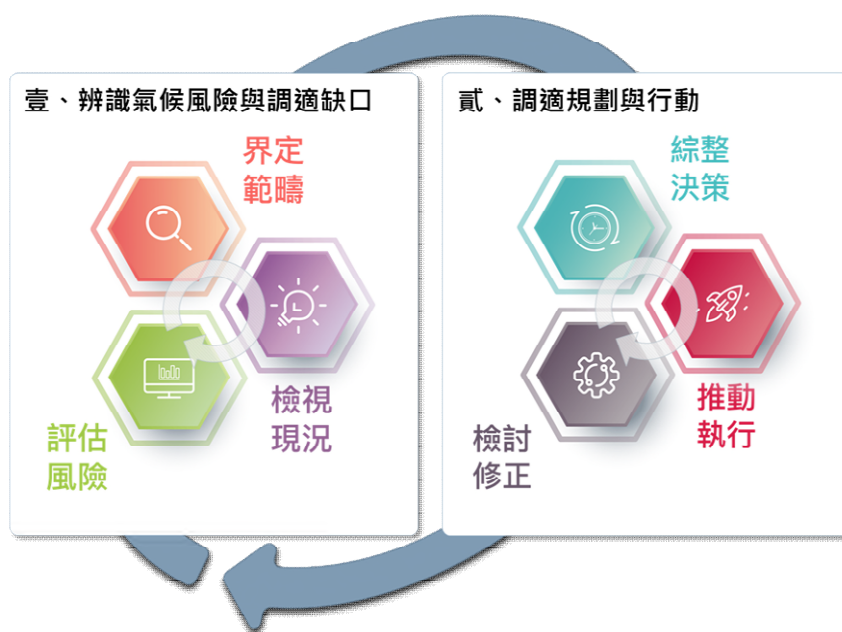 壹、辨識氣候風險與調適缺口
界定
範疇
檢視
現況
評估
風險
貳、調適規劃與行動
綜整
決策
推動
執行
檢討
修正